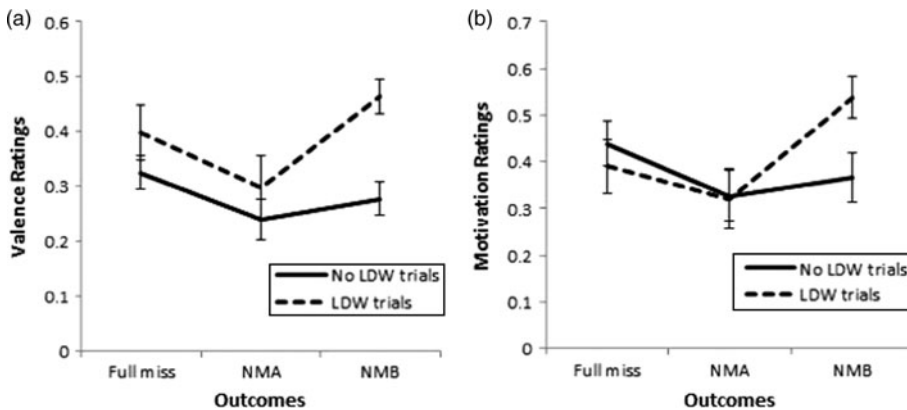 (a)
0.6
0.5
0.4
0.3
0.2
0.1
0
Valence Ratings
Full miss
NMA
NMB
Outcomes
No LDW trials
LDW trials
(b)
0.7
0.6
0.5
0.4
0.3
0.2
0.1
0
Motivation Ratings
Full miss
NMA
NMB
Outcomes
No LDW trials
LDW trials